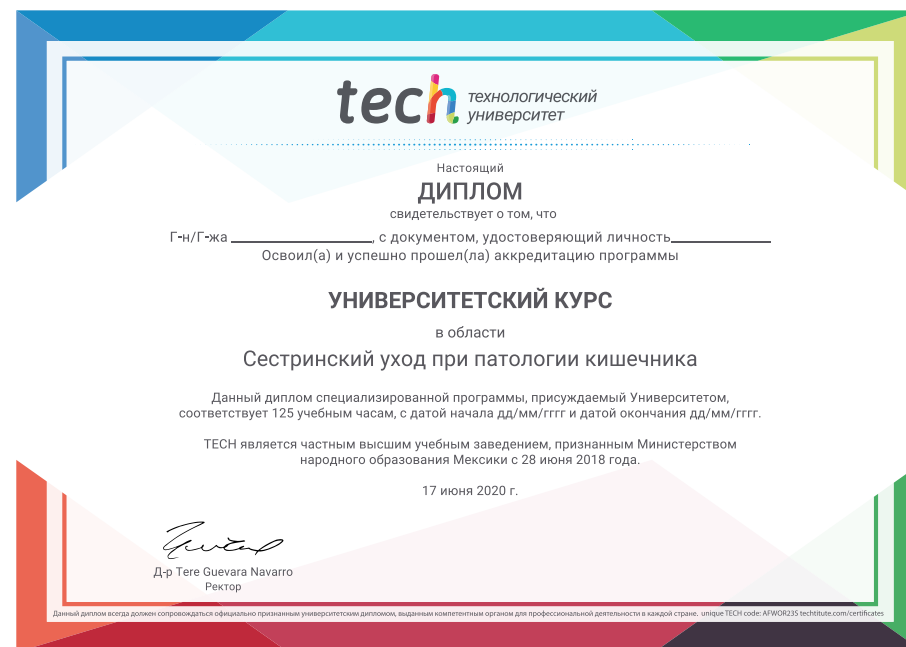 tech технологический
университет
Настоящий
ДИПЛОМ
свидетельствует о том, что
Г-н/Г-жа ____________________, с документом, удостоверяющий личность______________
Освоил(а) и успешно прошел(ла) аккредитацию программы
УНИВЕРСИТЕТСКИЙ КУРС
в области
Сестринский уход при патологии кишечника
Данный диплом специализированной программы, присуждаемый Университетом,
соответствует 125 учебным часам, с датой начала дд/мм/гггг и датой окончания дд/мм/гггг.
TECH является частным высшим учебным заведением, признанным Министерством
народного образования Мексики с 28 июня 2018 года.
17 июня 2020 г.
Д-р Tere Guevara Navarro
Ректор
Данный диплом всегда должен сопровождаться официально признанным университетским дипломом, выданным компетентным органом для профессиональной деятельности в каждой стране. unique TECH code: AFWOR23S techtitute.com/certificates